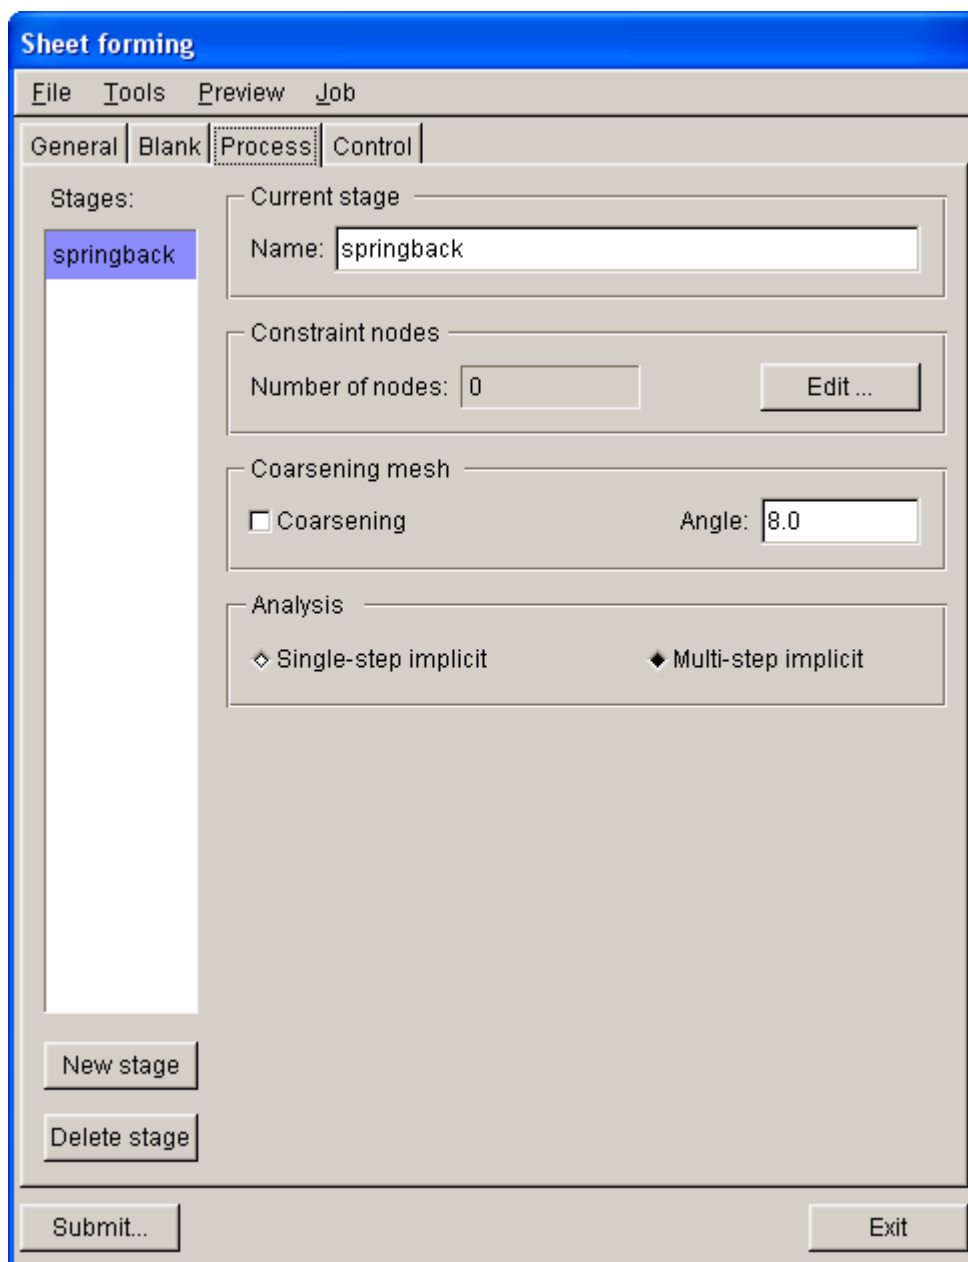 Sheet forming
File Tools Preview Job
General Blank Process Control
Stages:
springback
Current stage
Name: springback
Constraint nodes
Number of nodes: 0 Edit ...
Coarsening mesh
Coarsening Angle: 8.0
Analysis
Single-step implicit Multi-step implicit
New stage
Delete stage
Submit... Exit